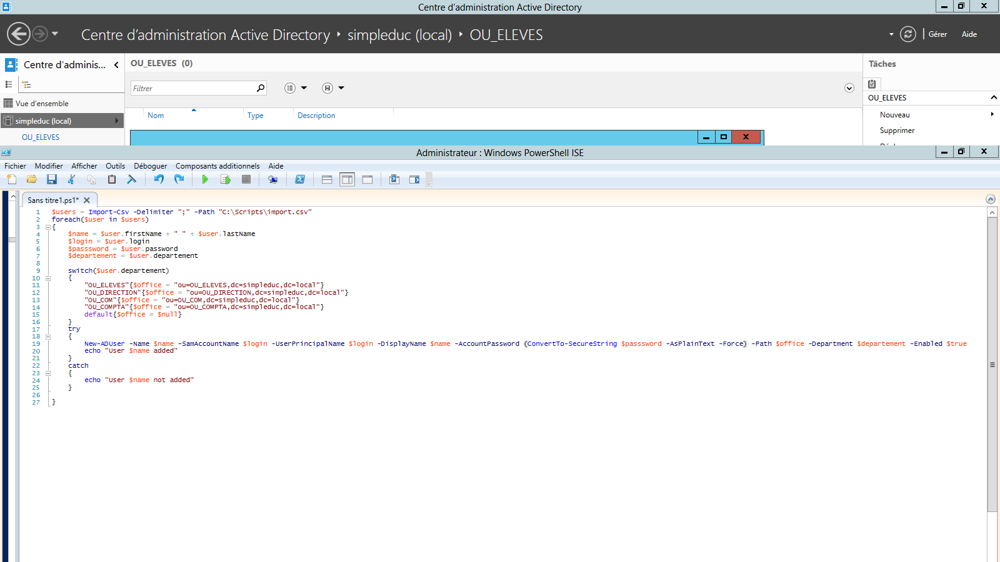 Centre d’administration Active Directory
Centre d’administration Active Directory ‣ simpleduc (local) ‣ OU_ELEVES
Gérer
Aide
Centre d’adminis...
OU_ELEVES (0)
Tâches
Filtrer
OU_ELEVES
Vue d’ensemble
Nom
Type
Description
Nouveau
simpleduc (local)
Supprimer
OU_ELEVES
Administrateur : Windows PowerShell ISE
Fichier Modifier Afficher Outils Déboguer Composants additionnels Aide
Sans titre1.ps1*
1 $users = Import-Csv -Delimiter ";" -Path "C:\Scripts\import.csv"
2 foreach($user in $users)
3 {
4 $name = $user.firstName + " " + $user.lastName
5 $login = $user.login
6 $passsword = $user.password
7 $departement = $user.departement
8
9 switch($user.departement)
10 {
11 "OU_ELEVES"{$office = "ou=OU_ELEVES,dc=simpleduc,dc=local"}
12 "OU_DIRECTION"{$office = "ou=OU_DIRECTION,dc=simpleduc,dc=local"}
13 "OU_COM"{$office = "ou=OU_COM,dc=simpleduc,dc=local"}
14 "OU_COMPTA"{$office = "ou=OU_COMPTA,dc=simpleduc,dc=local"}
15 default{$office = $null}
16 }
17 try
18 {
19 New-ADUser -Name $name -SamAccountName $login -UserPrincipalName $login -DisplayName $name -AccountPassword (ConvertTo-SecureString $passsword -AsPlainText -Force) -Path $office -Department $departement -Enabled $true
20 echo "User $name added"
21 }
22 catch
23 {
24 echo "User $name not added"
25 }
26
27 }